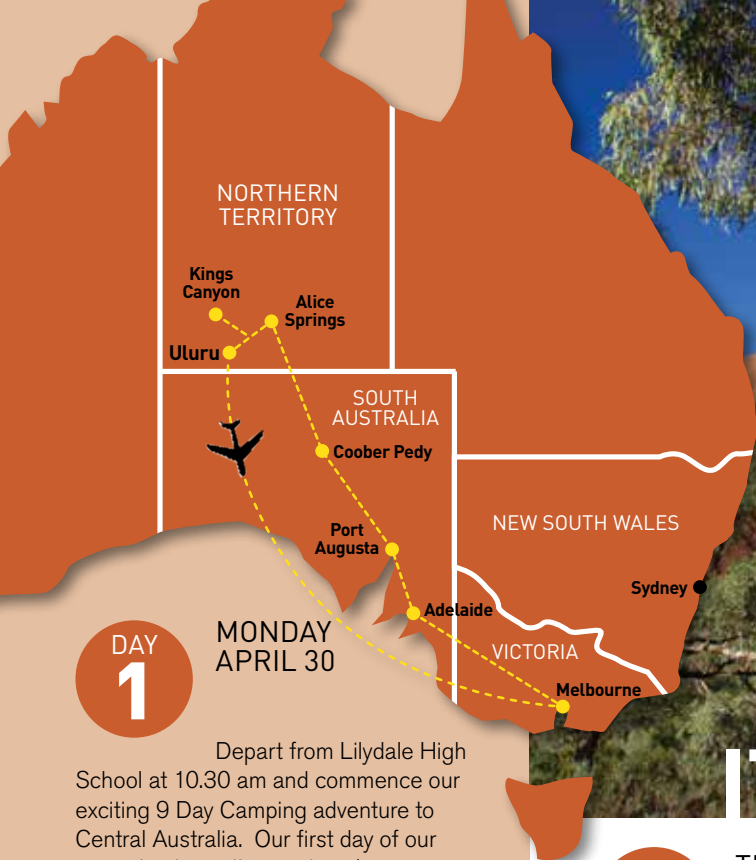 NORTHERN
TERRITORY
Kings
Canyon
Alice
Springs
Uluru
SOUTH
AUSTRALIA
Coober Pedy
Port
Augusta
NEW SOUTH WALES
Sydney
Adelaide
VICTORIA
Melbourne
DAY
1
MONDAY
APRIL 30
Depart from Lilydale High
School at 10.30 am and commence our
exciting 9 Day Camping adventure to
Central Australia.  Our first day of our